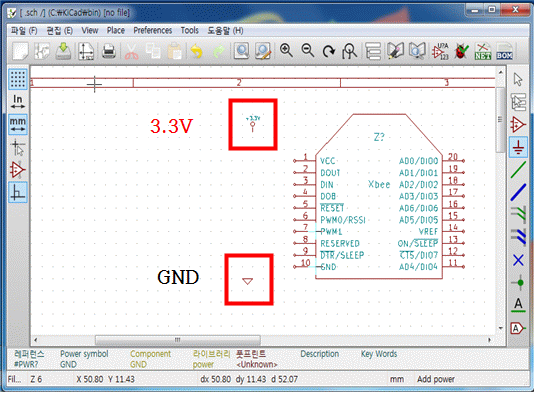 [ .sch /] (C:₩KiCad₩bin) [no file]
파일 (F) 편집 (E) View Place Preferences Tools 도움말 (H)
UPA
123
NET
BOM
1 2 3
In
mm
3.3V
+3.3V
GND
Z?
Xbee
1 VCC AD0/DIO0 20
2 DOUT AD1/DIO1 19
3 DIN AD2/DIO2 18
4 DO8 AD3/DIO3 17
5 RESET AD6/DIO6 16
6 PWM0/RSSI AD5/DIO5 15
7 PWM1 VREF 14
8 RESERVED ON/SLEEP 13
9 DTR/SLEEP CTS/DIO7 12
10 GND AD4/DIO4 11
A
A
레퍼런스 Power symbol Component 라이브러리 풋프린트 Description Key Words
#PWR? GND GND power <Unknown>
Fil... Z 6 X 50.80 Y 11.43 dx 50.80 dy 11.43 d 52.07 mm Add power